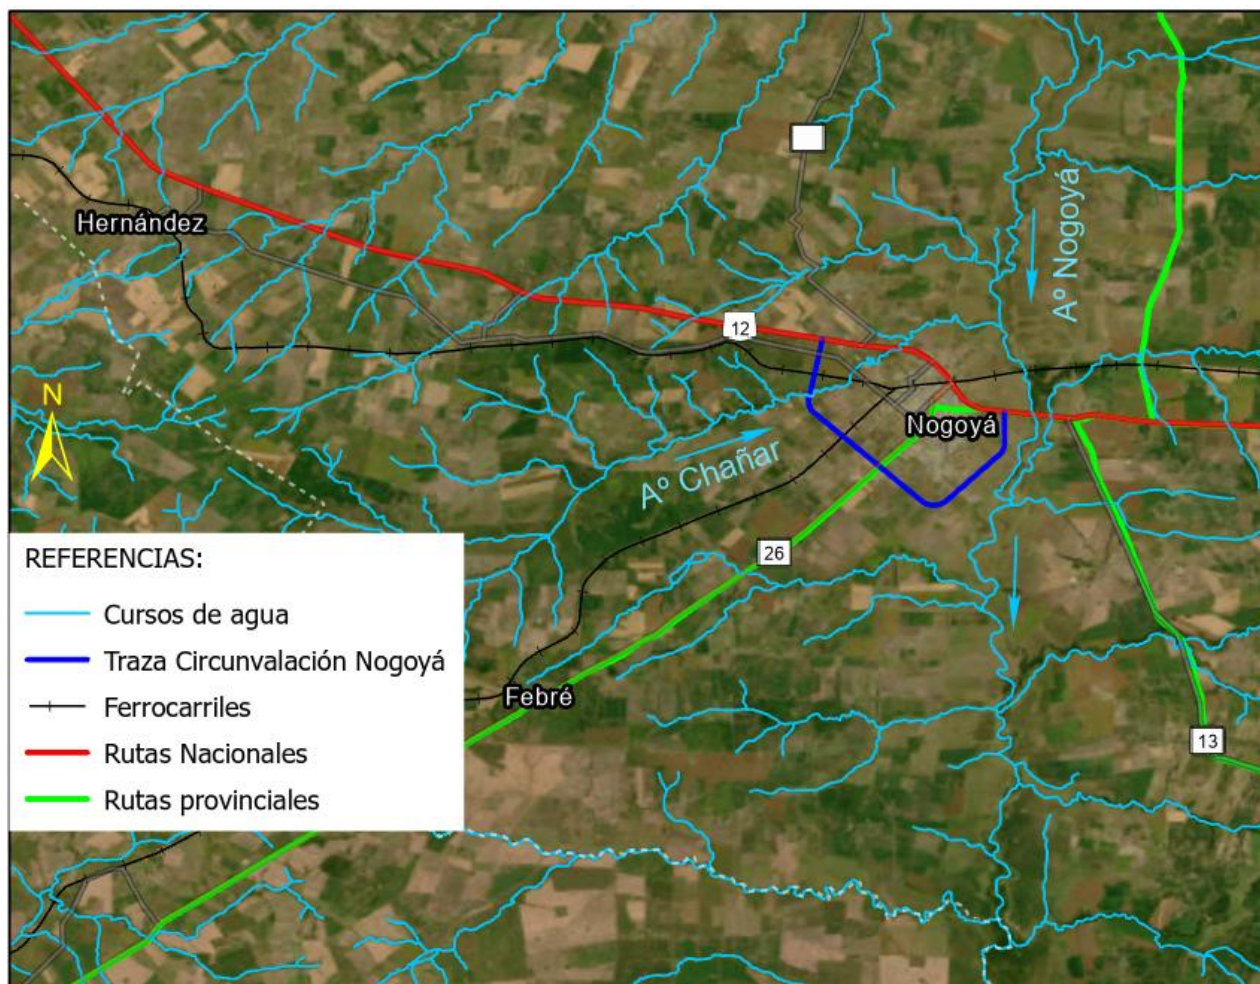 Hernández
Aº Nogoyá
12
N
Nogoyá
Aº Chañar
26
REFERENCIAS:
Cursos de agua
Traza Circunvalación Nogoyá
Ferrocarriles
Rutas Nacionales
Rutas provinciales
Febré
13